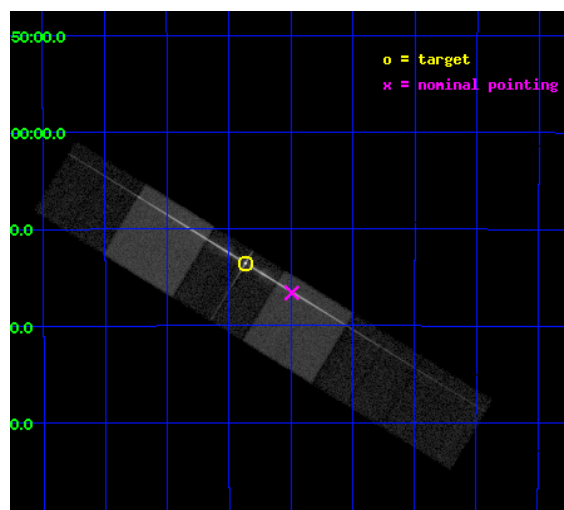 50:00.0
o = target
x = nominal pointing
00:00.0
0.0
0.0
0.0